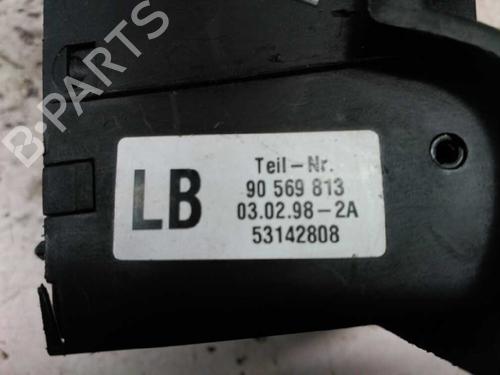 B-PARTS
LB
Teil-Nr.
90 569 813
03.02.98-2A
53142808